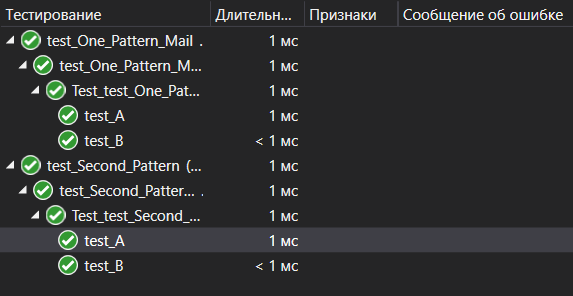 Тестирование Длительн... Признаки Сообщение об ошибке
test_One_Pattern_Mail . 1 мс
test_One_Pattern_M... 1 мс
Test_test_One_Pat... 1 мс
test_A 1 мс
test_B < 1 мс
test_Second_Pattern (... 1 мс
test_Second_Patter... . 1 мс
Test_test_Second_... 1 мс
test_A 1 мс
test_B < 1 мс